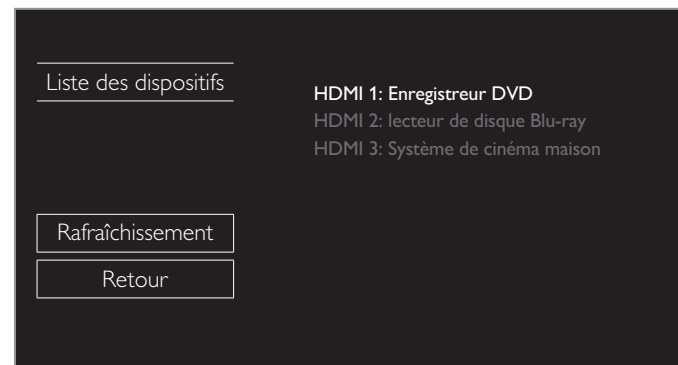 Liste des dispositifs
HDMI 1: Enregistreur DVD
HDMI 2: lecteur de disque Blu-ray
HDMI 3: Système de cinéma maison
Rafraîchissement
Retour